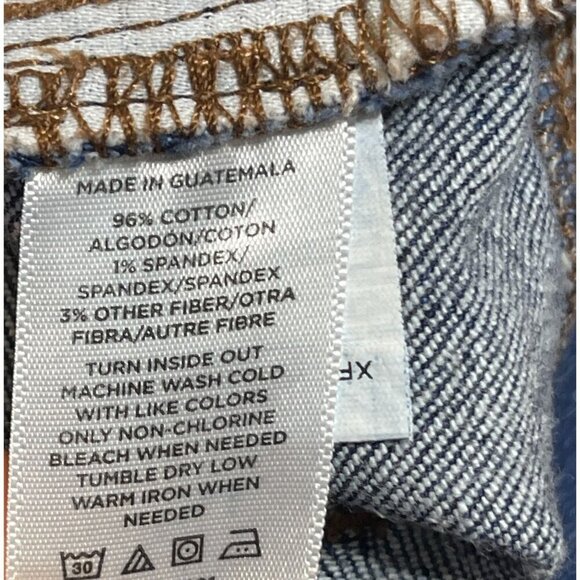 MADE IN GUATEMALA
96% COTTON/
ALGODÓN/COTON
1% SPANDEX/
SPANDEX/SPANDEX
3% OTHER FIBER/OTRA
FIBRA/AUTRE FIBRE
TURN INSIDE OUT
MACHINE WASH COLD
WITH LIKE COLORS
ONLY NON-CHLORINE
BLEACH WHEN NEEDED
TUMBLE DRY LOW
WARM IRON WHEN
NEEDED
30